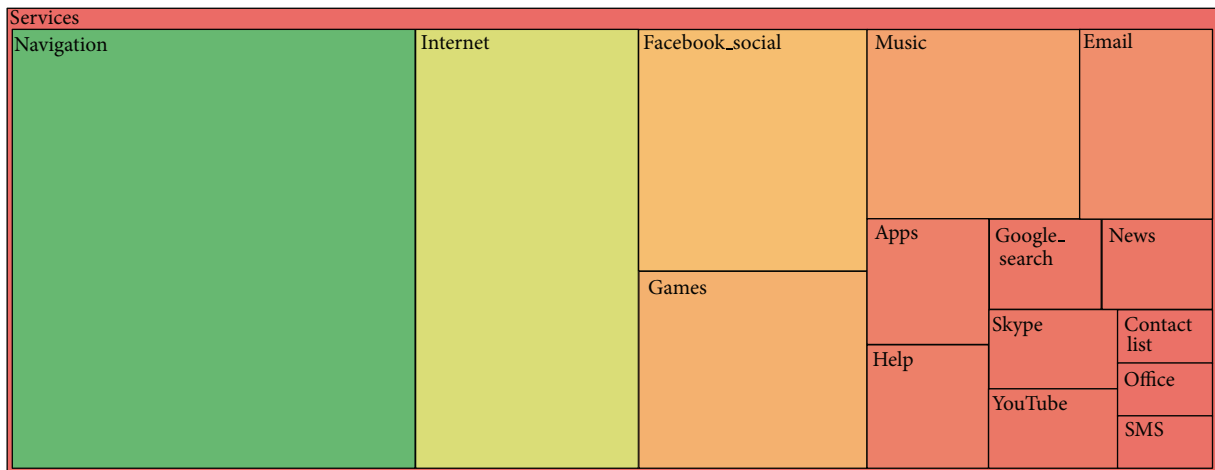 Services
Navigation
Internet
Facebook_social
Music
Email
Games
Apps
Google_
search
News
Help
Skype
Contact
list
YouTube
Office
SMS